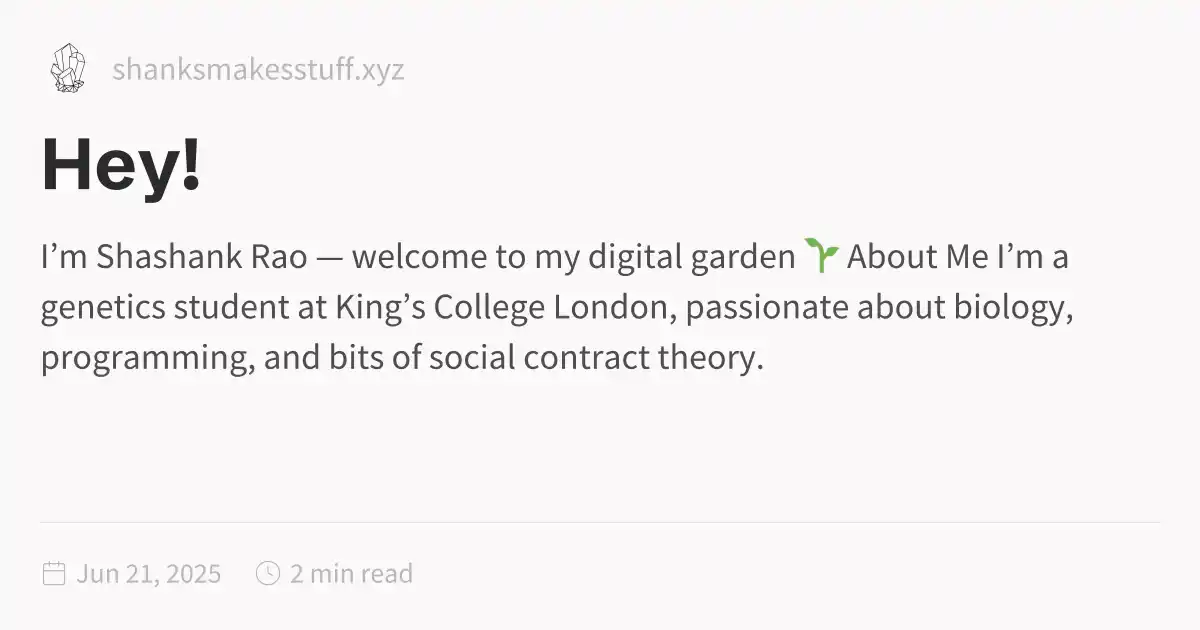 shanksmakesstuff.xyz
Hey!
I’m Shashank Rao — welcome to my digital garden 🌱 About Me I’m a
genetics student at King’s College London, passionate about biology,
programming, and bits of social contract theory.
Jun 21, 2025 2 min read